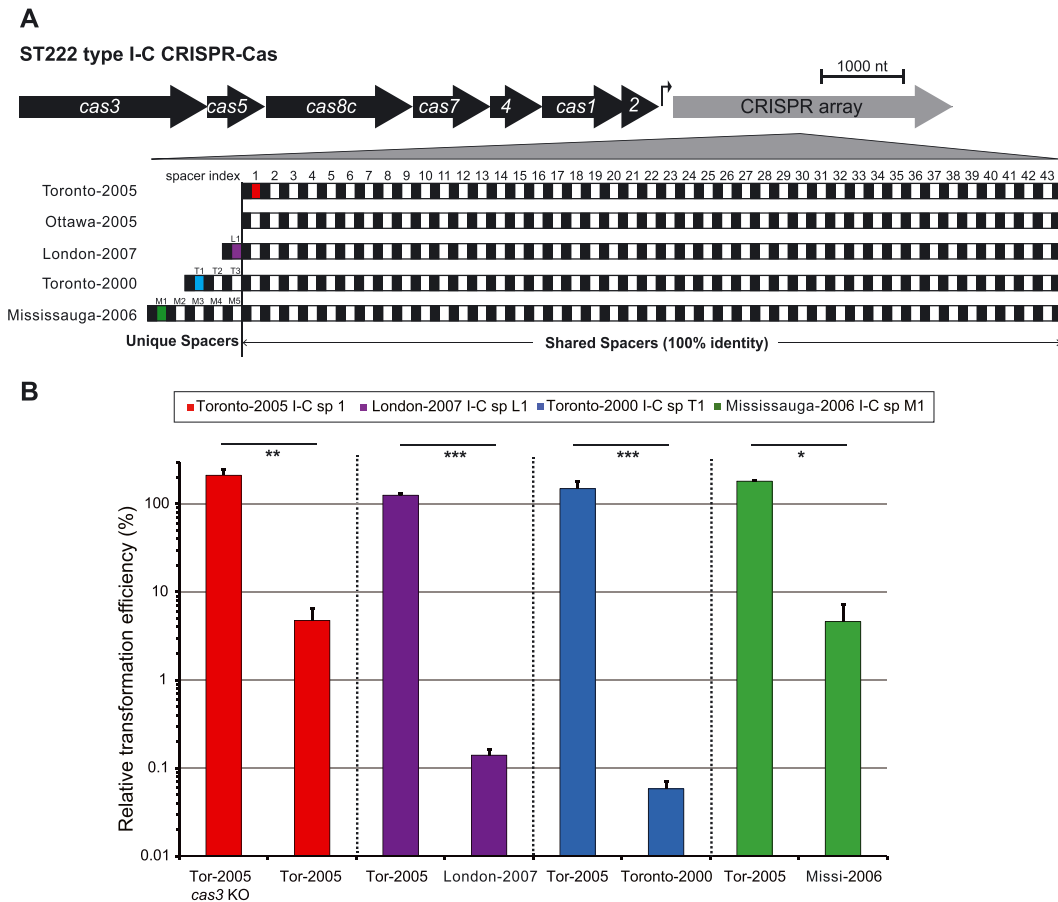 A
ST222 type I-C CRISPR-Cas
1000 nt
cas3 cas5 cas8c cas7 4 cas1 2 CRISPR array
spacer index 1 2 3 4 5 6 7 8 9 10 11 12 13 14 15 16 17 18 19 20 21 22 23 24 25 26 27 28 29 30 31 32 33 34 35 36 37 38 39 40 41 42 43
Toronto-2005
Ottawa-2005
L1
London-2007
T1 T2 T3
Toronto-2000
M1 M2 M3 M4 M5
Mississauga-2006
Unique Spacers Shared Spacers (100% identity)
B
Toronto-2005 I-C sp 1 London-2007 I-C sp L1 Toronto-2000 I-C sp T1 Mississauga-2006 I-C sp M1
** *** *** *
Relative transformation efficiency (%)
100
10
1
0.1
0.01
Tor-2005 Tor-2005 Tor-2005 London-2007 Tor-2005 Toronto-2000 Tor-2005 Missi-2006
cas3 KO